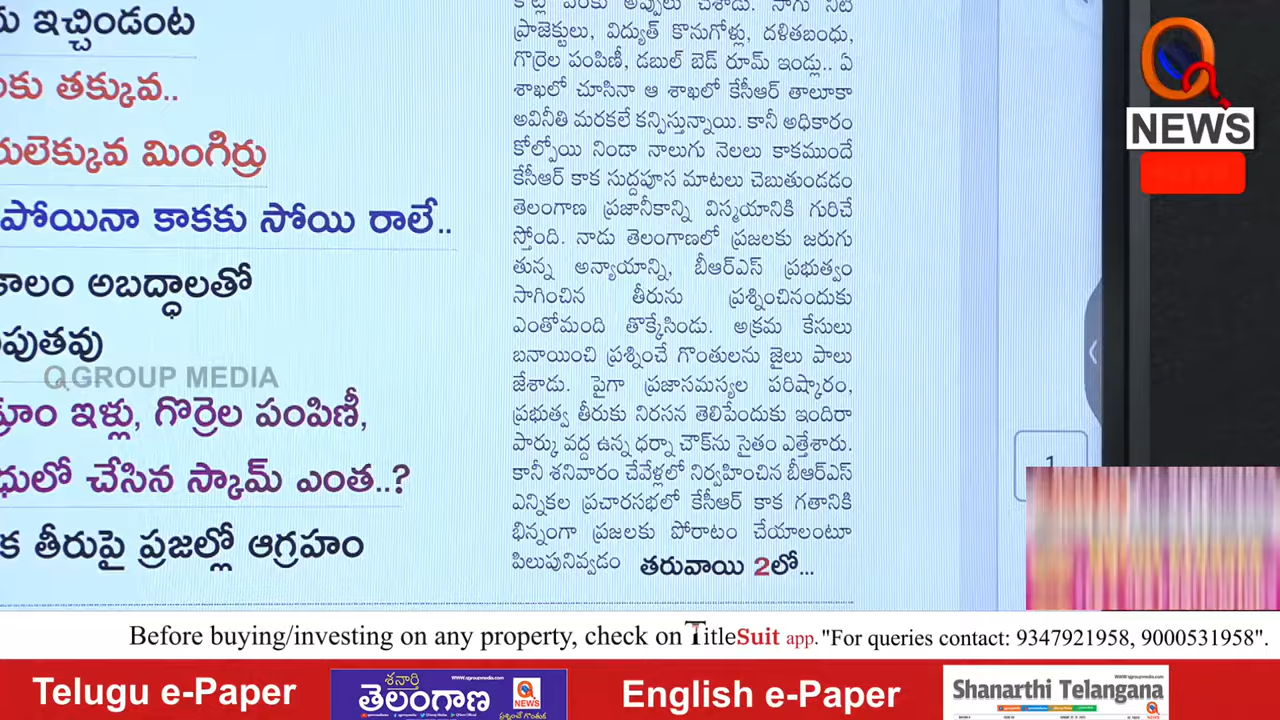 ఇచ్చిండంట
తక్కువ..
మింగిర్రు
పోయినా కాకకు సోయి రాలే..
అబద్ధాలతో
GROUP MEDIA
ఇళ్లు, గొర్రెల పంపిణీ,
చేసిన స్కామ్ ఎంత..?
తీరుపై ప్రజల్లో ఆగ్రహం
ప్రాజెక్టులు, విద్యుత్ కొనుగోళ్లు, దళితబంధు,
గొర్రెల పంపిణీ, డబుల్ బెడ్ రూమ్ ఇండ్లు.. ఏ
శాఖలో చూసినా ఆ శాఖలో కేసీఆర్ తాలూకా
అవినీతి మరకలే కన్పిస్తున్నాయి. కానీ అధికారం
కోల్పోయి నిండా నాలుగు నెలలు కాకముందే
కేసీఆర్ కాక సుద్దపూస మాటలు చెబుతుండడం
తెలంగాణ ప్రజానీకాన్ని విస్మయానికి గురిచే
స్తోంది. నాడు తెలంగాణలో ప్రజలకు జరుగు
తున్న అన్యాయాన్ని, బీఆర్ఎస్ ప్రభుత్వం
సాగించిన తీరును ప్రశ్నించినందుకు
ఎంతోమంది తొక్కేసిండు. అక్రమ కేసులు
బనాయించి ప్రశ్నించే గొంతులను జైలు పాలు
జేశాడు. పైగా ప్రజాసమస్యల పరిష్కారం,
ప్రభుత్వ తీరుకు నిరసన తెలిపేందుకు ఇందిరా
పార్కు వద్ద ఉన్న ధర్నా చౌక్‌ను సైతం ఎత్తేశారు.
కానీ శనివారం చేవేళ్లలో నిర్వహించిన బీఆర్ఎస్
ఎన్నికల ప్రచారసభలో కేసీఆర్ కాక గతానికి
భిన్నంగా ప్రజలకు పోరాటం చేయాలంటూ
పిలుపునివ్వడం తరువాయి 2లో...
Q
NEWS
1
Before buying/investing on any property, check on TitleSuit app. "For queries contact: 9347921958, 9000531958".
Telugu e-Paper
శనార్తి
తెలంగాణ
NEWS
English e-Paper
Shanarthi Telangana